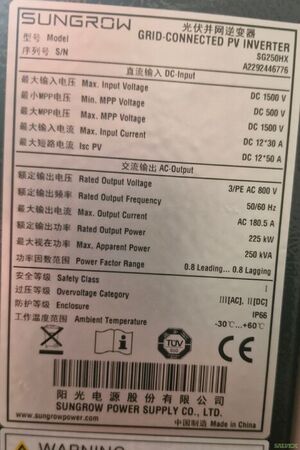 SUNGROW 光伏并网逆变器
GRID-CONNECTED PV INVERTER
型号 Model SG250HX
序列号 S/N A2292446776
直流输入 DC-Input
最大输入电压 Max. Input Voltage DC 1500 V
最小MPP电压 Min. MPP Voltage DC 500 V
最大MPP电压 Max. MPP Voltage DC 1500 V
最大输入电流 Max. Input Current DC 12*30 A
最大短路电流 Isc PV DC 12*50 A
交流输出 AC-Output
额定输出电压 Rated Output Voltage 3/PE AC 800 V
额定输出频率 Rated Output Frequency 50/60 Hz
最大输出电流 Max. Output Current AC 180.5 A
额定输出功率 Rated Output Power 225 kW
最大视在功率 Max. Apparent Power 250 kVA
功率因数范围 Power Factor Range 0.8 Leading... 0.8 Lagging
安全等级 Safety Class I
过压等级 Overvoltage Category III[AC], II[DC]
防护等级 Enclosure IP66
工作温度范围 Ambient Temperature -30℃...+60℃
TÜV
阳光电源股份有限公司
SUNGROW POWER SUPPLY CO., LTD.
www.sungrowpower.com 中国制造 Made in China
WARNING